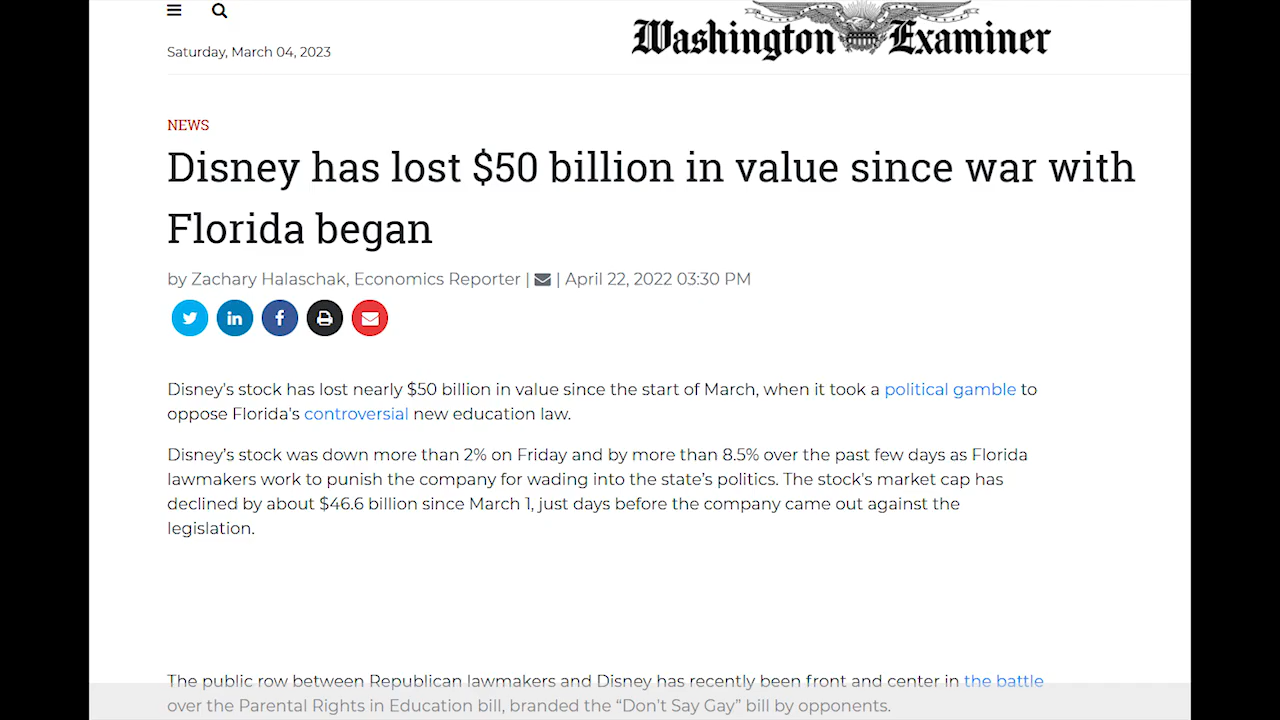 Saturday, March 04, 2023
Washington Examiner
NEWS
Disney has lost $50 billion in value since war with
Florida began
by Zachary Halaschak, Economics Reporter | | April 22, 2022 03:30 PM
Disney's stock has lost nearly $50 billion in value since the start of March, when it took a political gamble to
oppose Florida's controversial new education law.
Disney’s stock was down more than 2% on Friday and by more than 8.5% over the past few days as Florida
lawmakers work to punish the company for wading into the state’s politics. The stock’s market cap has
declined by about $46.6 billion since March 1, just days before the company came out against the
legislation.
The public row between Republican lawmakers and Disney has recently been front and center in the battle
over the Parental Rights in Education bill, branded the “Don't Say Gay” bill by opponents.